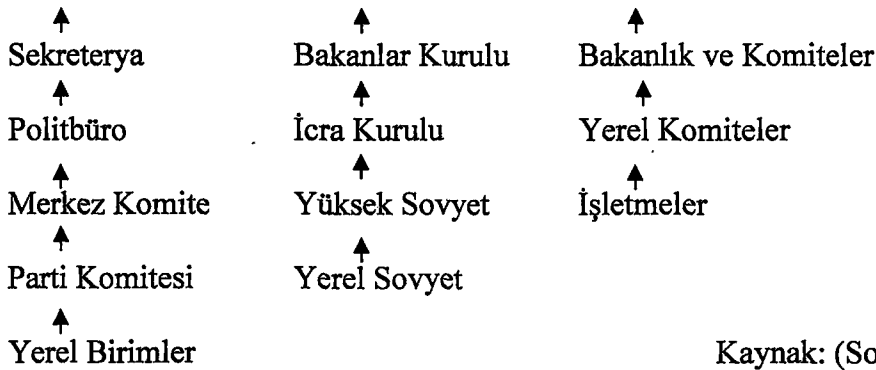 Sekreterya Bakanlar Kurulu Bakanlık ve Komiteler
Politbüro İcra Kurulu Yerel Komiteler
Merkez Komite Yüksek Sovyet İşletmeler
Parti Komitesi Yerel Sovyet
Yerel Birimler Kaynak: (So